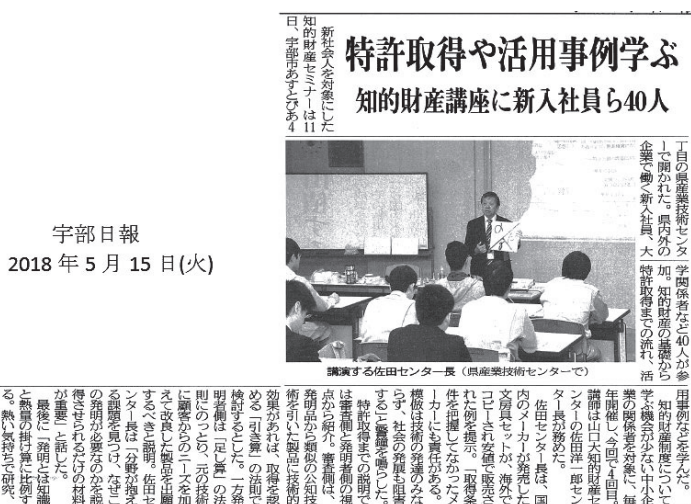 宇部日報
2018 年 5 月 15 日(火)
特許取得や活用事例学ぶ
知的財産講座に新入社員ら40人
新社会人を対象にした
知的財産セミナーは11
日、宇部市あすとぴあ4
丁目の県産業技術センタ
ーで開かれた。県内外の
企業で働く新入社員、大
学関係者など40人が参
加。知的財産の基礎から
特許取得までの流れ、活
講演する佐田センター長(県産業技術センターで)
用事例などを学んだ。
知的財産制度について
学ぶ機会が少ない中小企
業の関係者を対象に、毎
年開催し、今回で4回目。
講師は山口大知的財産セ
ンターの佐田洋一郎セン
ター長が務めた。
佐田センター長は、国
内のメーカーが発売した
文房具セットが、海外で
コピーされ安値で販売さ
れた例を提示。「取得条
件を把握してなかったメ
ーカーにも責任がある。
模倣は技術の発達のみな
らず、社会の発展も阻害
する」と警鐘を鳴らした。
特許取得までの説明で
は審査側と発明者側の視
点から紹介。審査側は、
発明品から類似の公知技
術を引いた製品に技術的
効果があれば、取得を認
める「引き算」の法則で
検討するとした。一方発
明者側は「足し算」の法
則にのっとり、元の技術
に顧客からのニーズを加
えて改良した製品を出願
するべきと説明。佐田セ
ンター長は「分野が抱え
る課題を見つけ、なぜこ
の発明が必要なのかを説
得させられるだけの材料
が重要」と話した。
最後に「発明とは知識
と熱量の掛け算に比例す
る。熱い気持ちで研究、